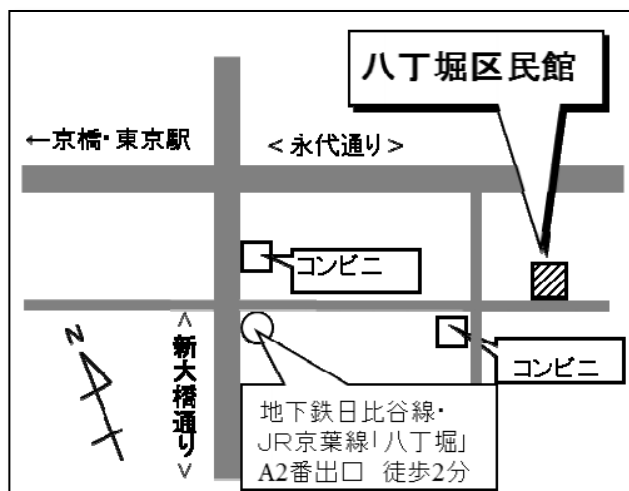 八丁堀区民館
←京橋・東京駅
<永代通り>
コンビニ
コンビニ
N
<新大橋通り>
地下鉄日比谷線・
JR京葉線「八丁堀」
A2番出口 徒歩2分